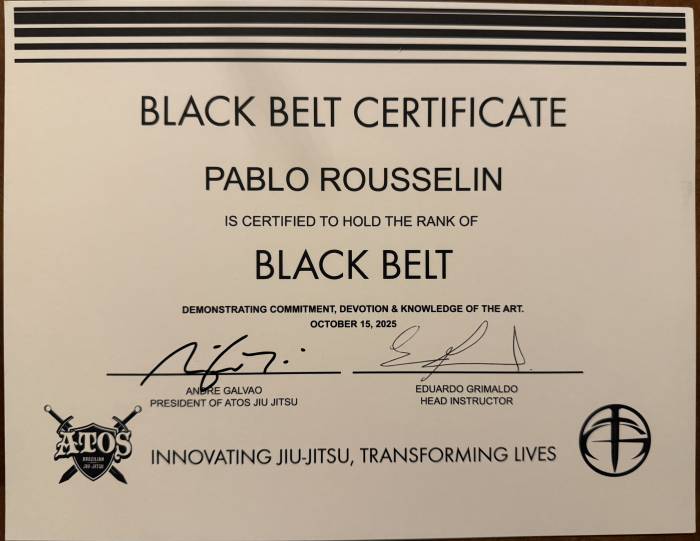 BLACK BELT CERTIFICATE
PABLO ROUSSELIN
IS CERTIFIED TO HOLD THE RANK OF
BLACK BELT
DEMONSTRATING COMMITMENT, DEVOTION & KNOWLEDGE OF THE ART.
OCTOBER 15, 2025
ANDRE GALVAO
PRESIDENT OF ATOS JIU JITSU
EDUARDO GRIMALDO
HEAD INSTRUCTOR
ATOS
BRAZILIAN
JIU-JITSU
INNOVATING JIU-JITSU, TRANSFORMING LIVES